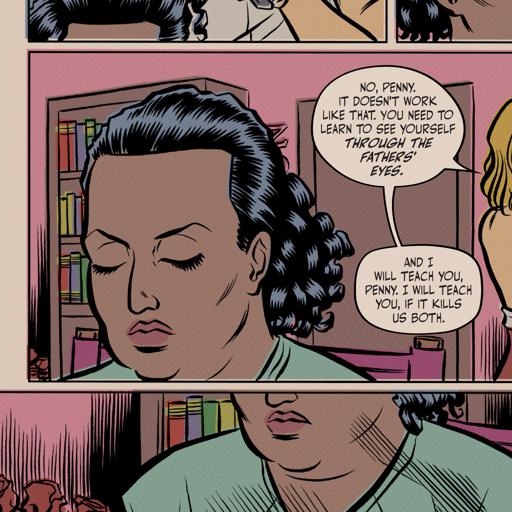 NO, PENNY.
IT DOESN'T WORK
LIKE THAT. YOU NEED TO
LEARN TO SEE YOURSELF
THROUGH THE
FATHERS'
EYES.
AND I
WILL TEACH YOU,
PENNY. I WILL TEACH
YOU, IF IT KILLS
US BOTH.